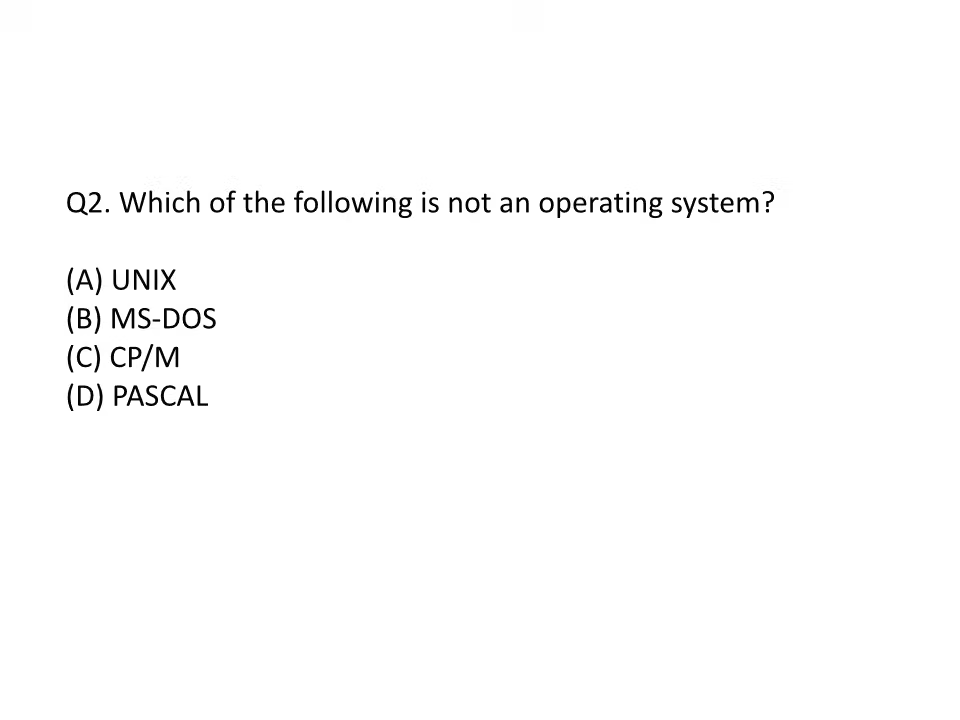 Q2. Which of the following is not an operating system?
(A) UNIX
(B) MS-DOS
(C) CP/M
(D) PASCAL